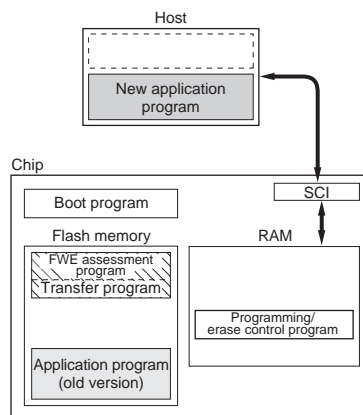 Host
New application
program
Chip
SCI
Boot program
Flash memory
RAM
FWE assessment
program
Transfer program
Programming/
erase control program
Application program
(old version)